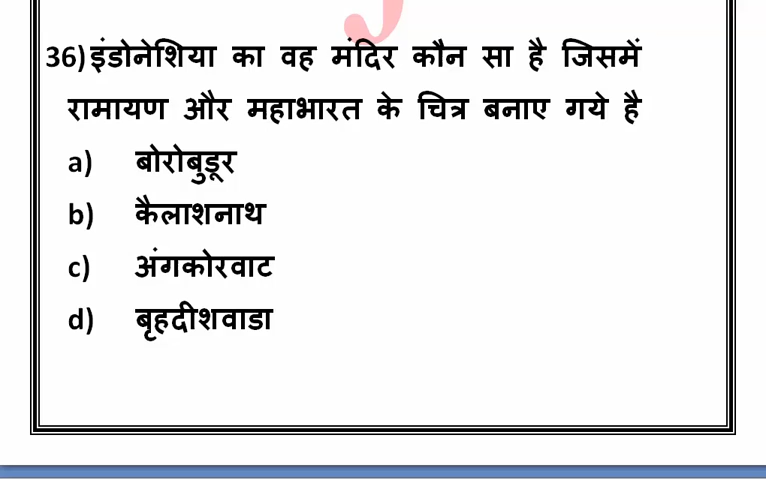 36)इंडोनेशिया का वह मंदिर कौन सा है जिसमें
रामायण और महाभारत के चित्र बनाए गये है
a) बोरोबुडूर
b) कैलाशनाथ
c) अंगकोरवाट
d) बृहदीशवाडा